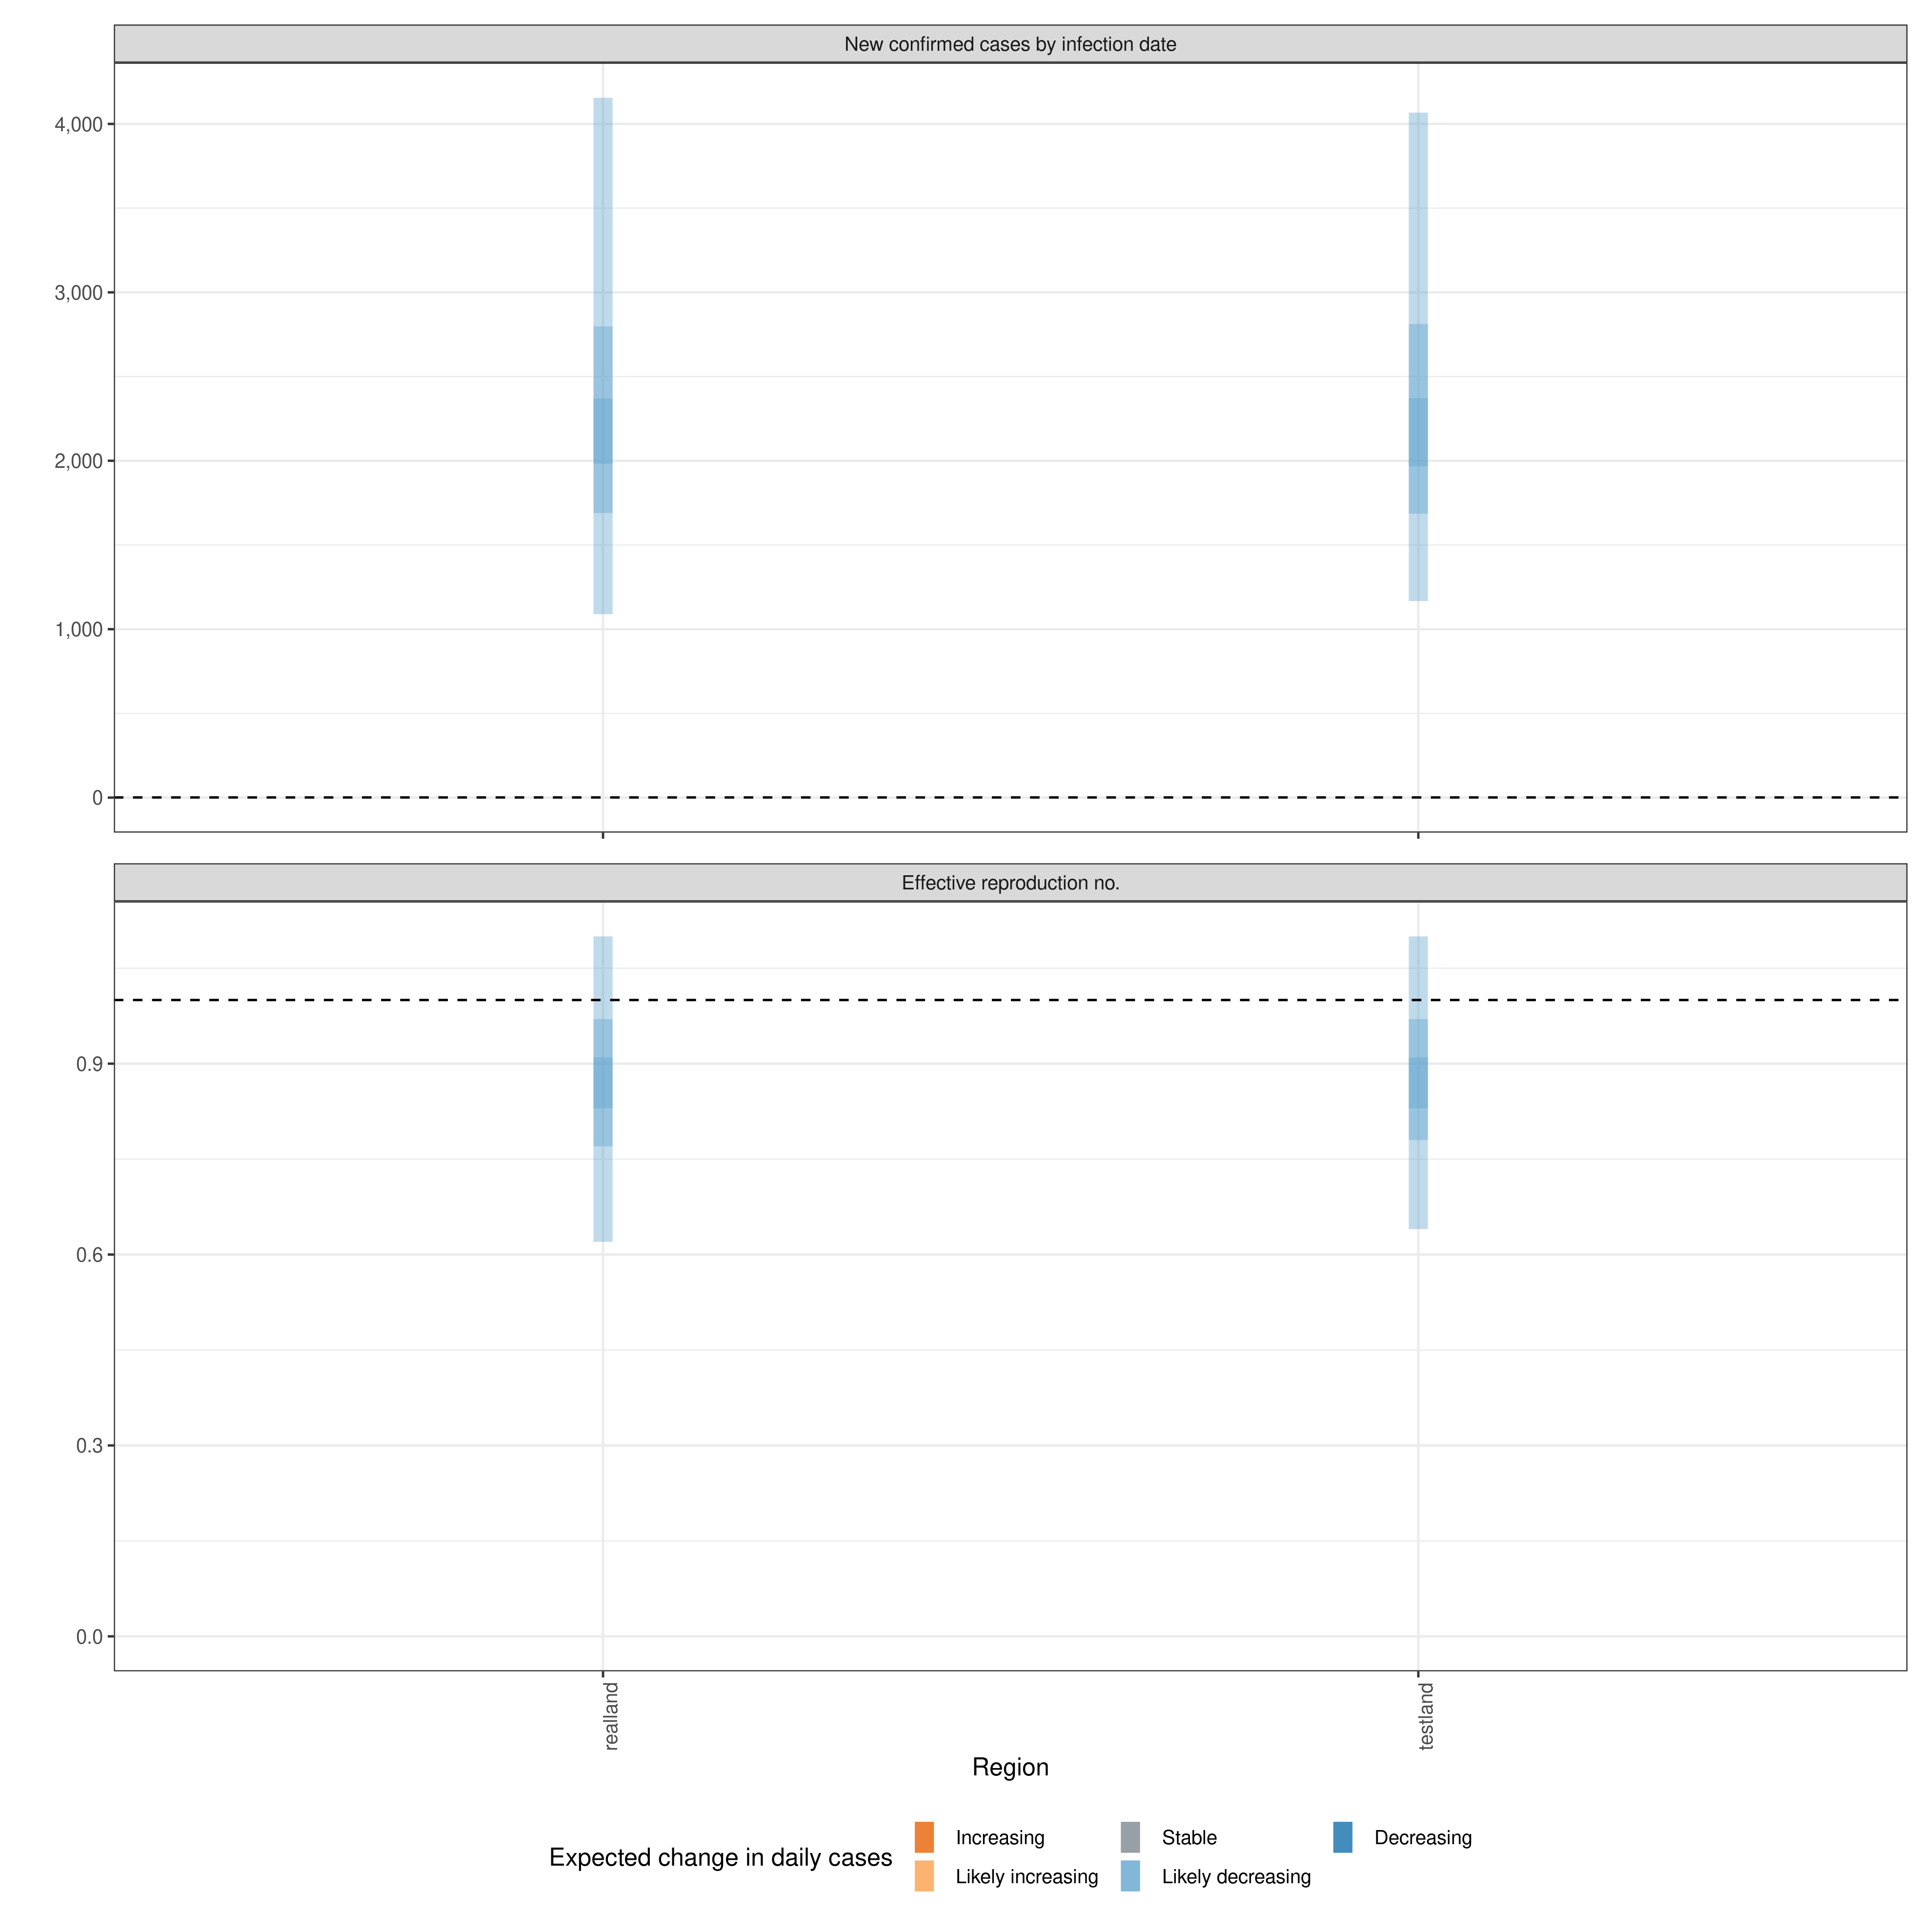 New confirmed cases by infection date
4,000
3,000
2,000
1,000
0
Effective reproduction no.
0.9
0.6
0.3
0.0
realland
testland
Region
Expected change in daily cases
Increasing
Likely increasing
Stable
Likely decreasing
Decreasing